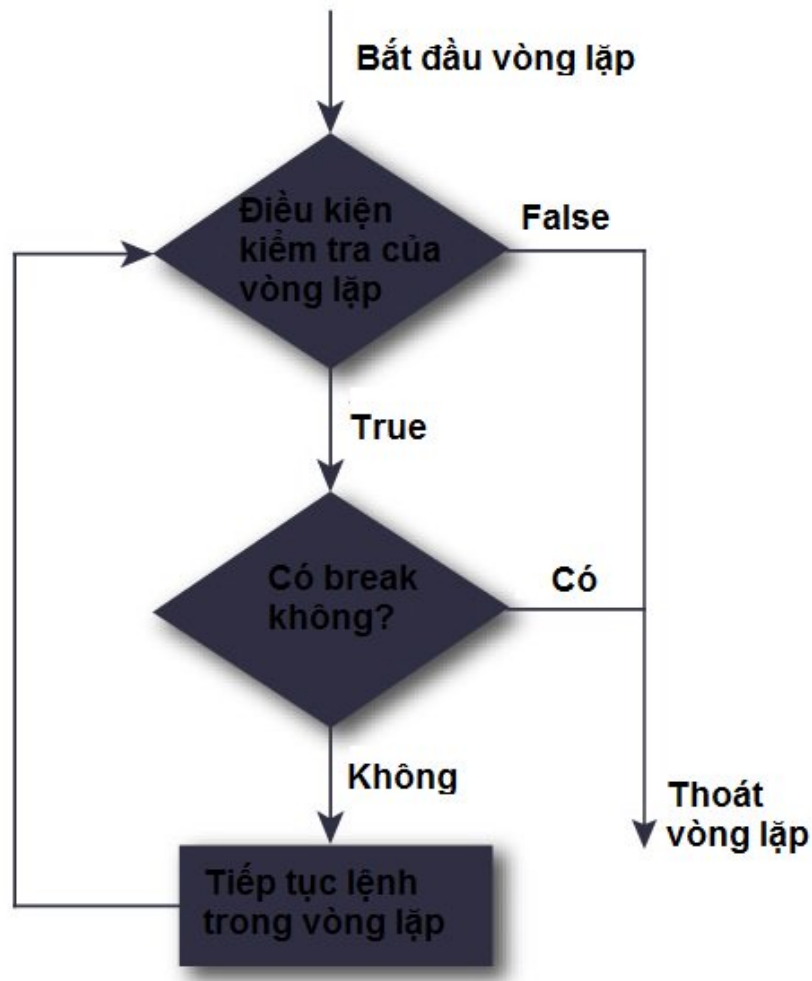 Bắt đầu vòng lặp
Điều kiện
kiểm tra của
vòng lặp
False
True
Có break
không?
Có
Không
Thoát
vòng lặp
Tiếp tục lệnh
trong vòng lặp